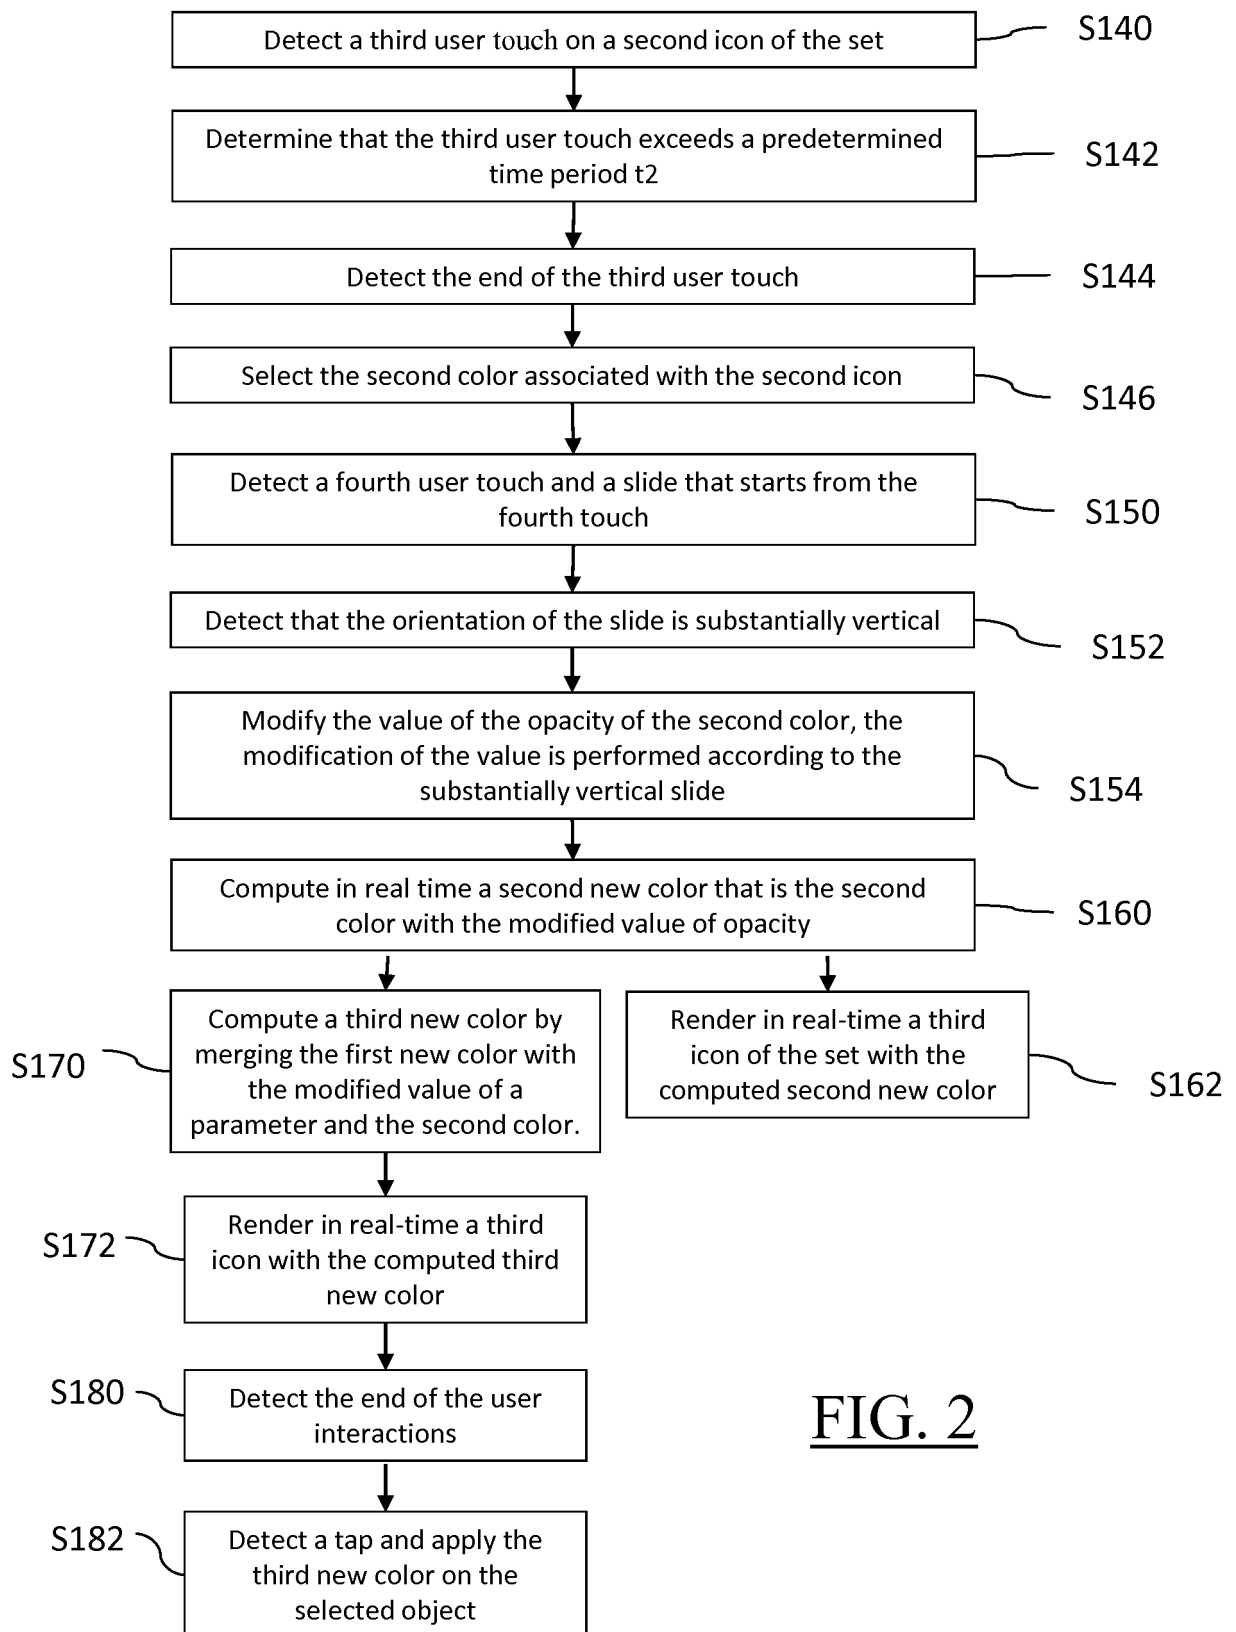 Detect a third user touch on a second icon of the set
S140
Determine that the third user touch exceeds a predetermined
time period t2
S142
Detect the end of the third user touch
S144
Select the second color associated with the second icon
S146
Detect a fourth user touch and a slide that starts from the
fourth touch
S150
Detect that the orientation of the slide is substantially vertical
S152
Modify the value of the opacity of the second color, the
modification of the value is performed according to the
substantially vertical slide
S154
Compute in real time a second new color that is the second
color with the modified value of opacity
S160
S170
Compute a third new color by
merging the first new color with
the modified value of a
parameter and the second color.
Render in real-time a third
icon of the set with the
computed second new color
S162
S172
Render in real-time a third
icon with the computed third
new color
S180
Detect the end of the user
interactions
S182
Detect a tap and apply the
third new color on the
selected object
FIG. 2